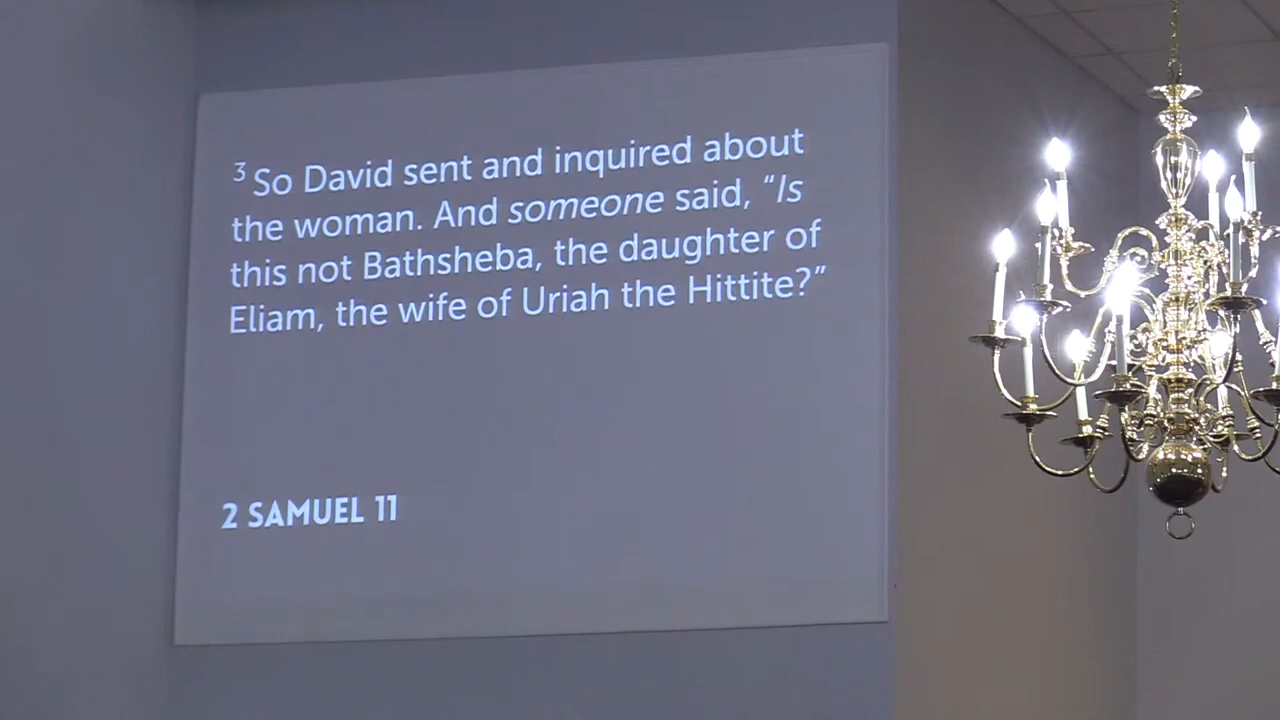 3 So David sent and inquired about
the woman. And someone said, “Is
this not Bathsheba, the daughter of
Eliam, the wife of Uriah the Hittite?”
2 SAMUEL 11